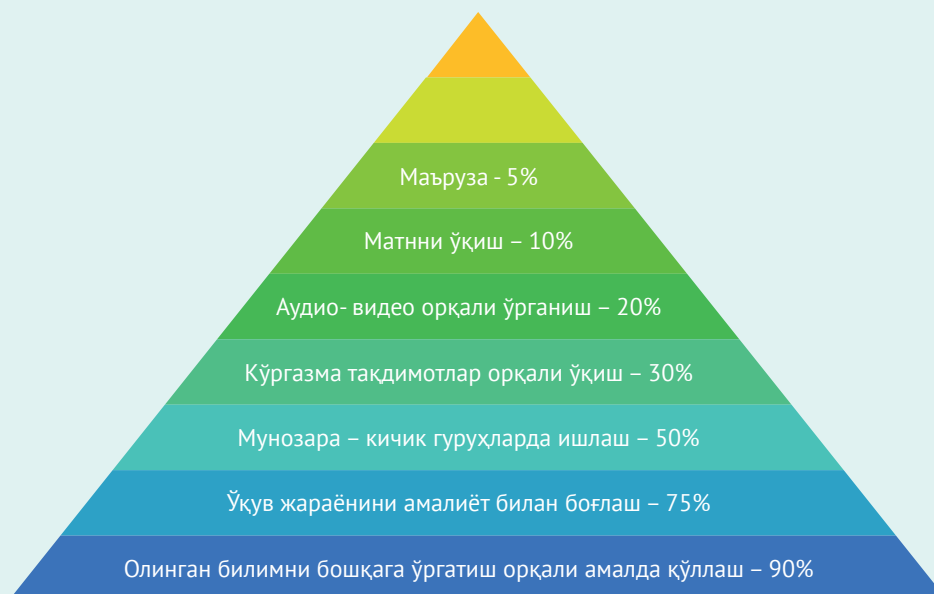 Маъруза - 5%
Матнни ўқиш – 10%
Аудио- видео орқали ўрганиш – 20%
Кўргазма тақдимотлар орқали ўқиш – 30%
Мунозара – кичик гуруҳларда ишлаш – 50%
Ўқув жараёнини амалиёт билан боғлаш – 75%
Олинган билимни бошқага ўргатиш орқали амалда қўллаш – 90%